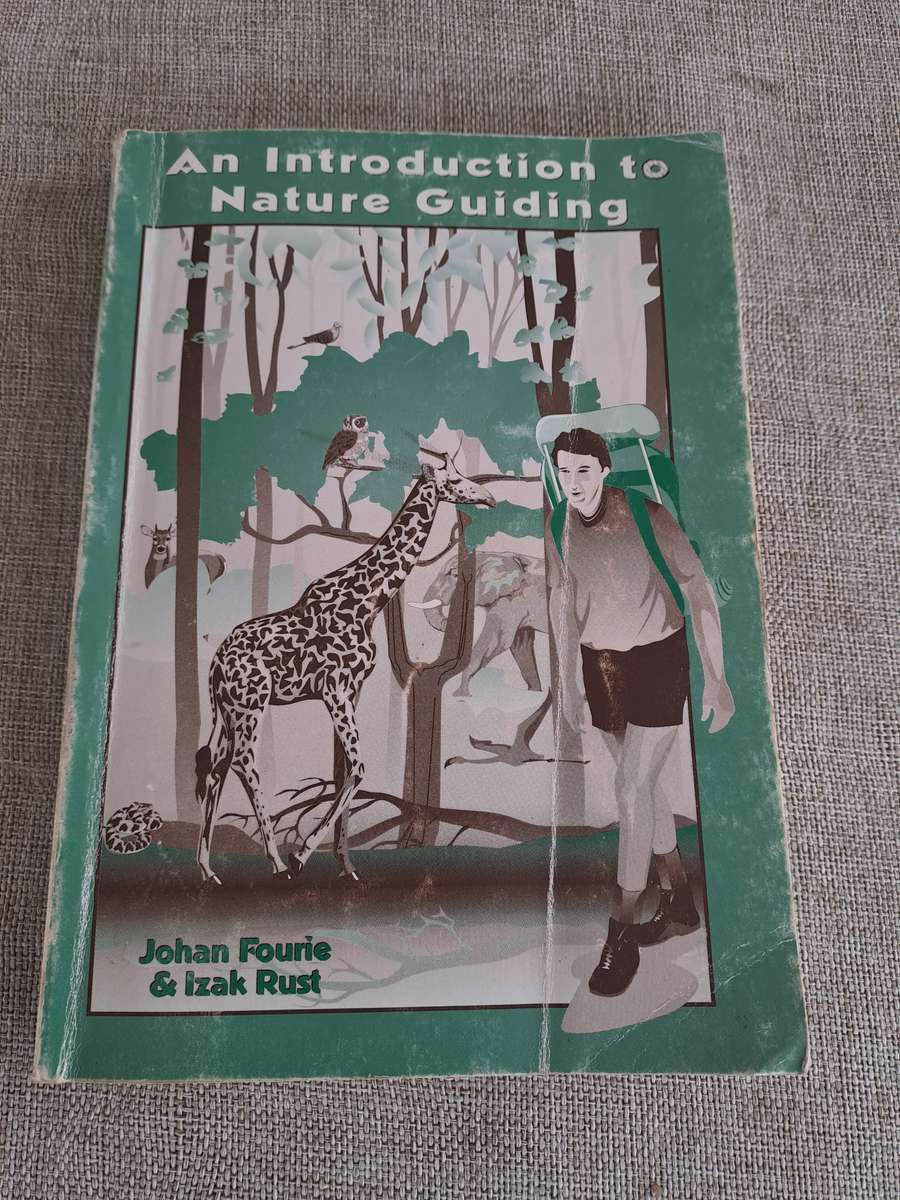 An Introduction to
Nature Guiding
Johan Fourie
& Izak Rust